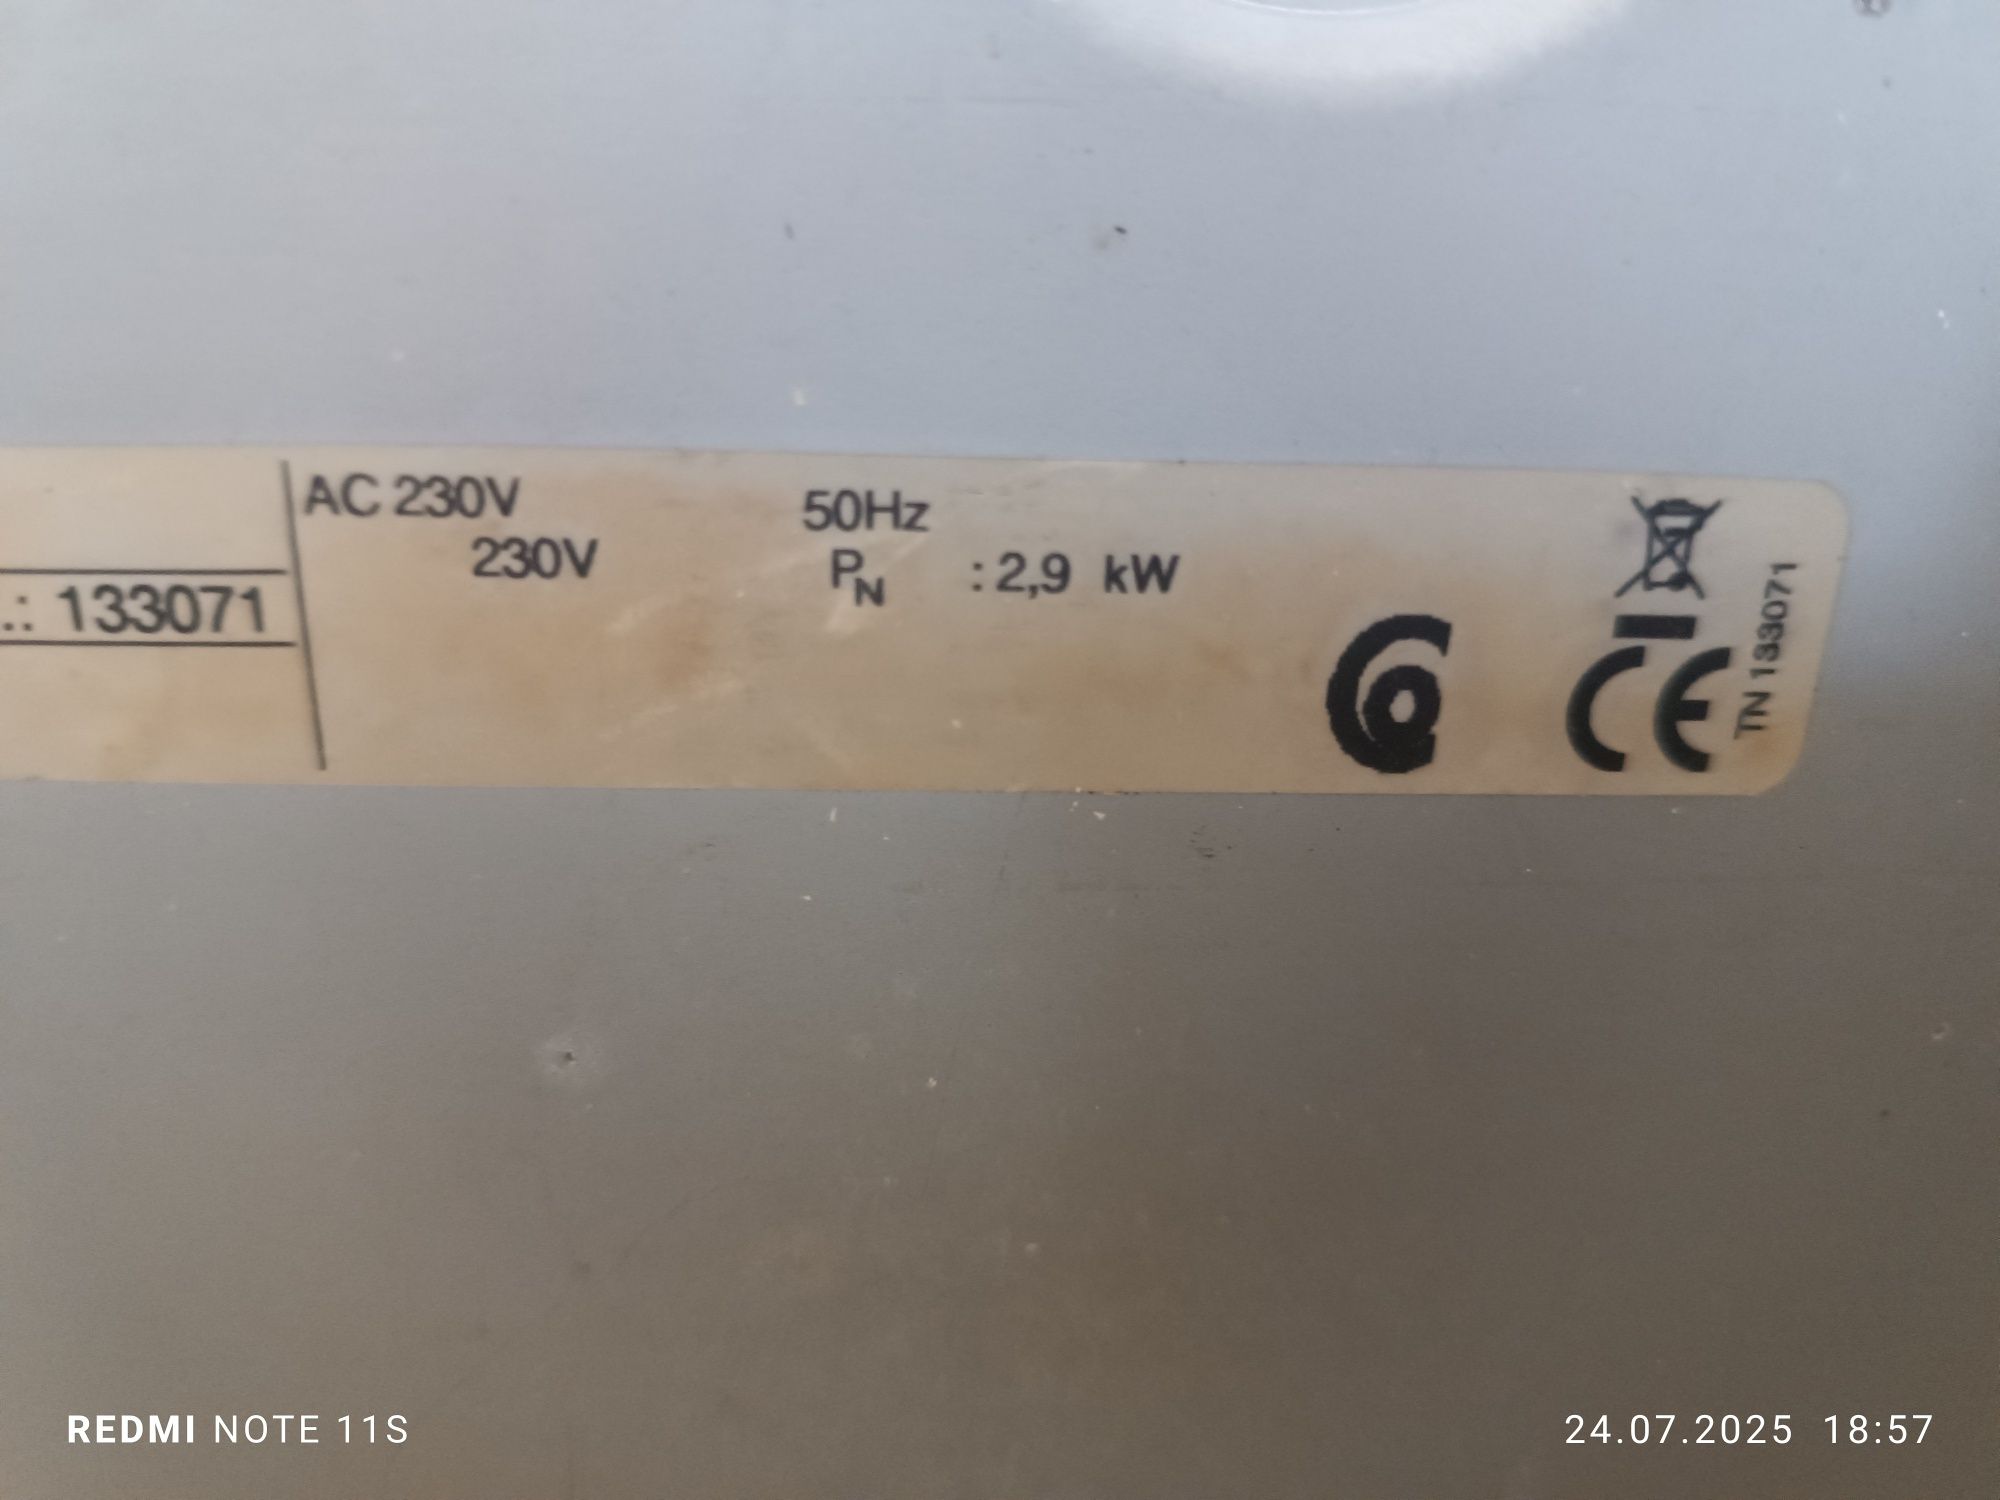 AC 230V 50Hz
230V PN : 2,9 kW
.: 133071
CE
TN 133071
REDMI NOTE 11S
24.07.2025 18:57